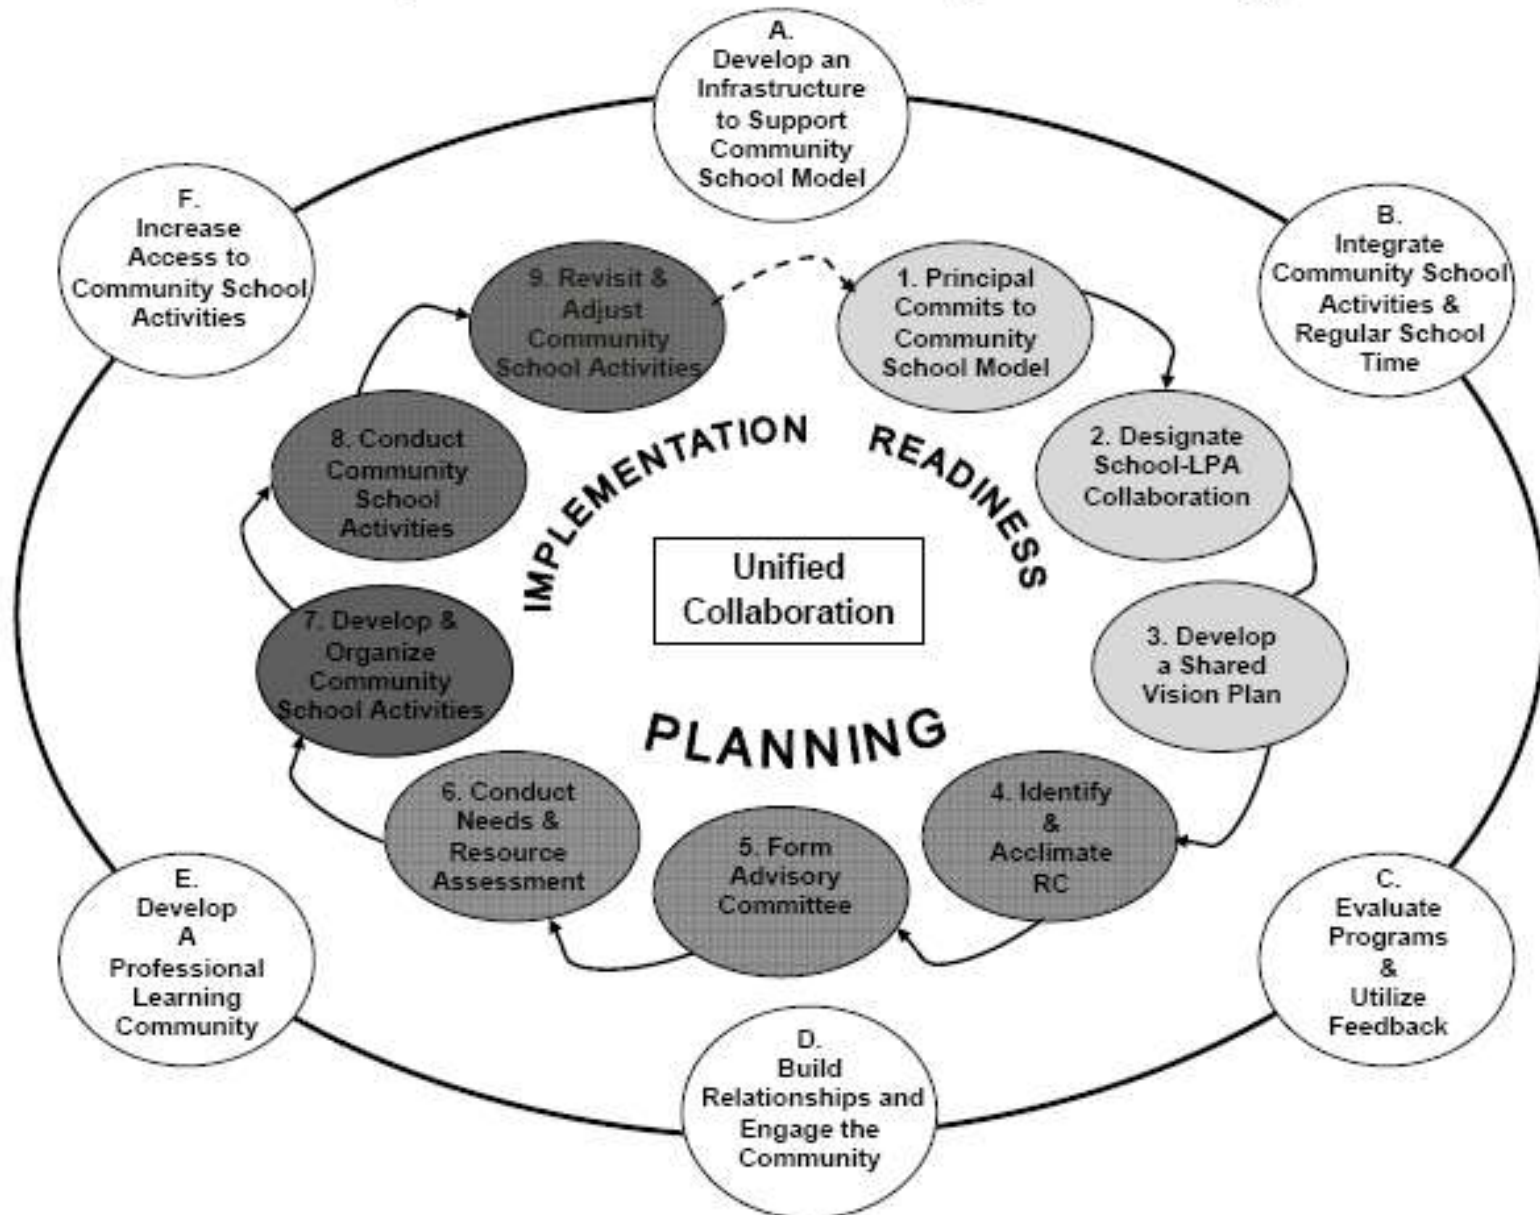 A.
Develop an
Infrastructure
to Support
Community
School Model
B.
Integrate
Community School
Activities &
Regular School
Time
C.
Evaluate
Programs
&
Utilize
Feedback
D.
Build
Relationships and
Engage the
Community
E.
Develop
A
Professional
Learning
Community
F.
Increase
Access to
Community School
Activities
1. Principal
Commits to
Community
School Model
2. Designate
School-LPA
Collaboration
3. Develop
a Shared
Vision Plan
4. Identify
&
Acclimate
RC
5. Form
Advisory
Committee
6. Conduct
Needs &
Resource
Assessment
7. Develop &
Organize
Community
School Activities
8. Conduct
Community
School
Activities
9. Revisit &
Adjust
Community
School Activities
IMPLEMENTATION
READINESS
PLANNING
Unified
Collaboration